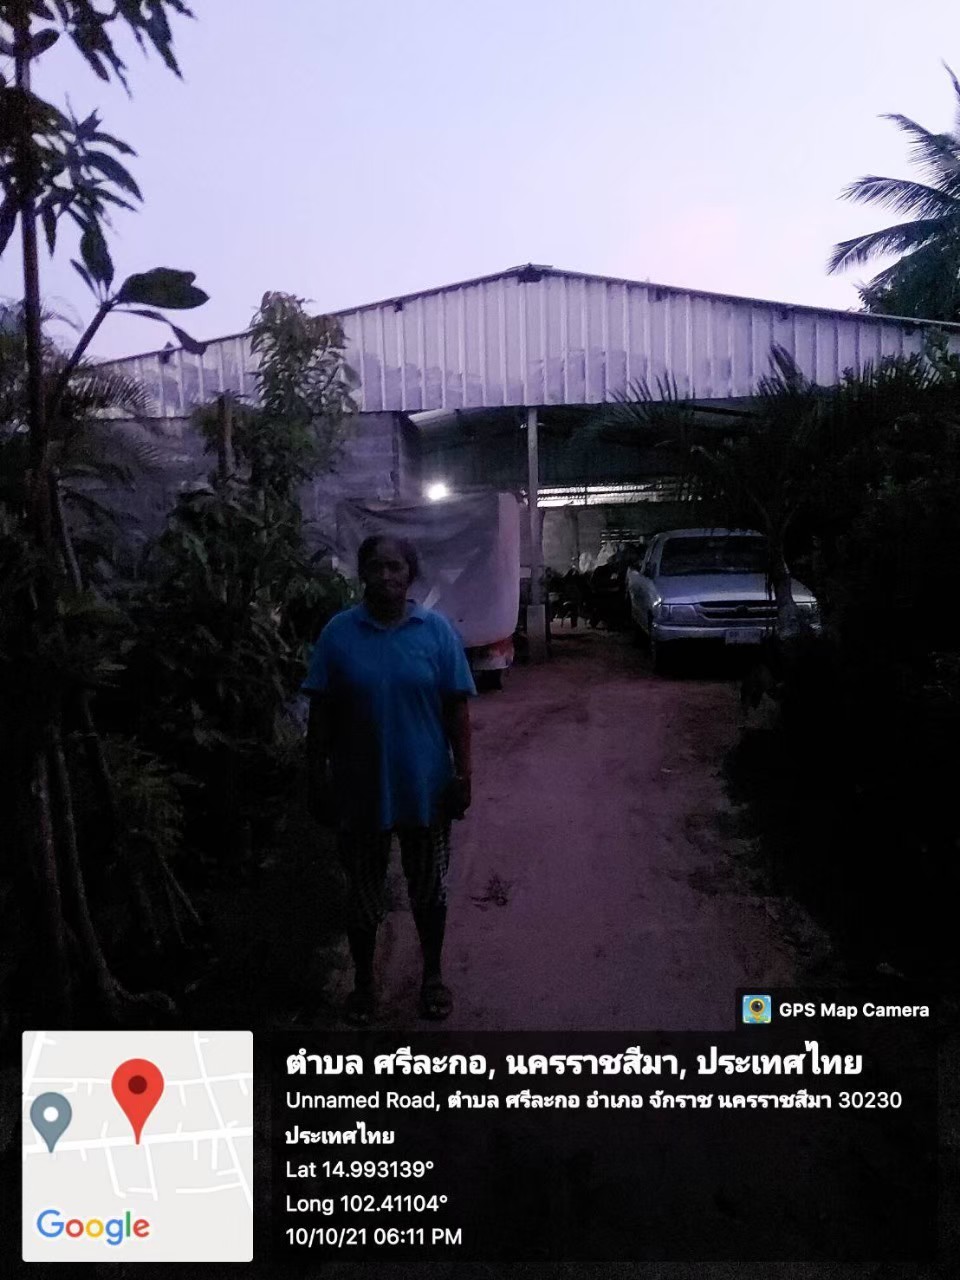 GPS Map Camera
ตำบล ศรีละกอ, นครราชสีมา, ประเทศไทย
Unnamed Road, ตำบล ศรีละกอ อำเภอ จักราช นครราชสีมา 30230
ประเทศไทย
Lat 14.993139°
Long 102.41104°
10/10/21 06:11 PM
Google